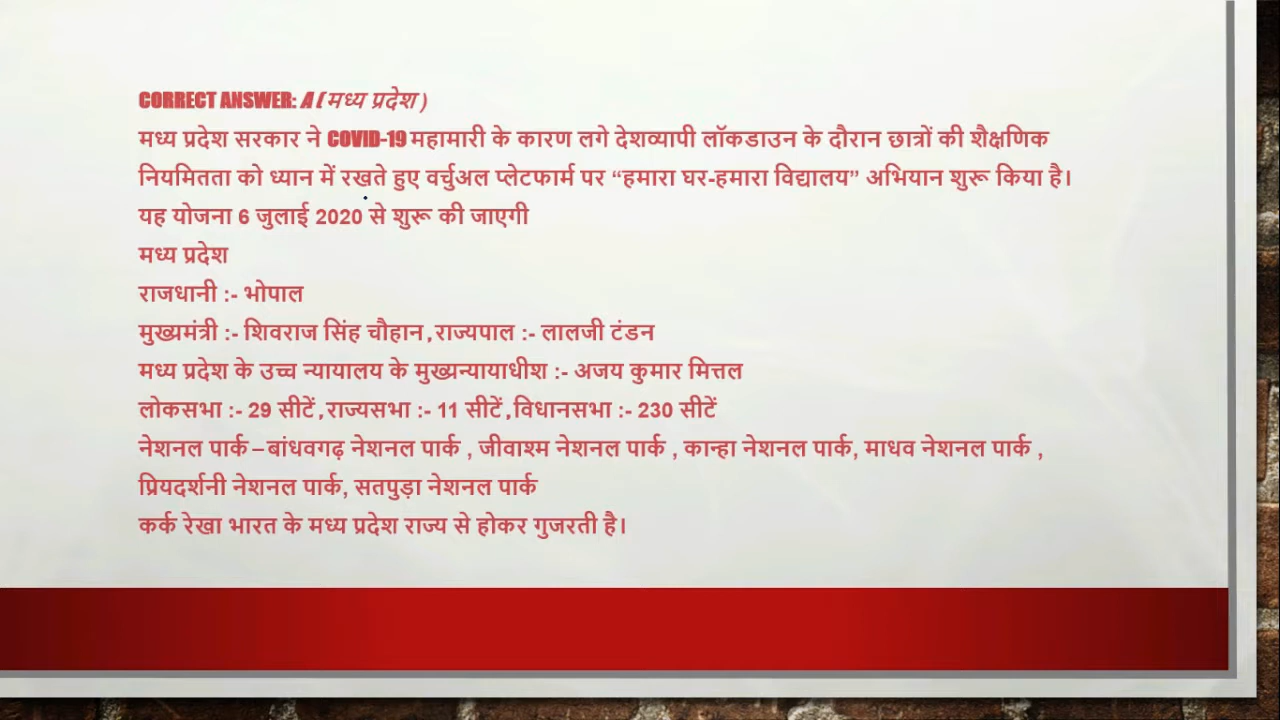 CORRECT ANSWER: A ( मध्य प्रदेश )
मध्य प्रदेश सरकार ने COVID-19 महामारी के कारण लगे देशव्यापी लॉकडाउन के दौरान छात्रों की शैक्षणिक
नियमितता को ध्यान में रखते हुए वर्चुअल प्लेटफार्म पर “हमारा घर-हमारा विद्यालय” अभियान शुरू किया है।
यह योजना 6 जुलाई 2020 से शुरू की जाएगी
मध्य प्रदेश
राजधानी :- भोपाल
मुख्यमंत्री :- शिवराज सिंह चौहान , राज्यपाल :- लालजी टंडन
मध्य प्रदेश के उच्च न्यायालय के मुख्यन्यायाधीश :- अजय कुमार मित्तल
लोकसभा :- 29 सीटें , राज्यसभा :- 11 सीटें , विधानसभा :- 230 सीटें
नेशनल पार्क – बांधवगढ़ नेशनल पार्क , जीवाश्म नेशनल पार्क , कान्हा नेशनल पार्क, माधव नेशनल पार्क ,
प्रियदर्शनी नेशनल पार्क, सतपुड़ा नेशनल पार्क
कर्क रेखा भारत के मध्य प्रदेश राज्य से होकर गुजरती है।